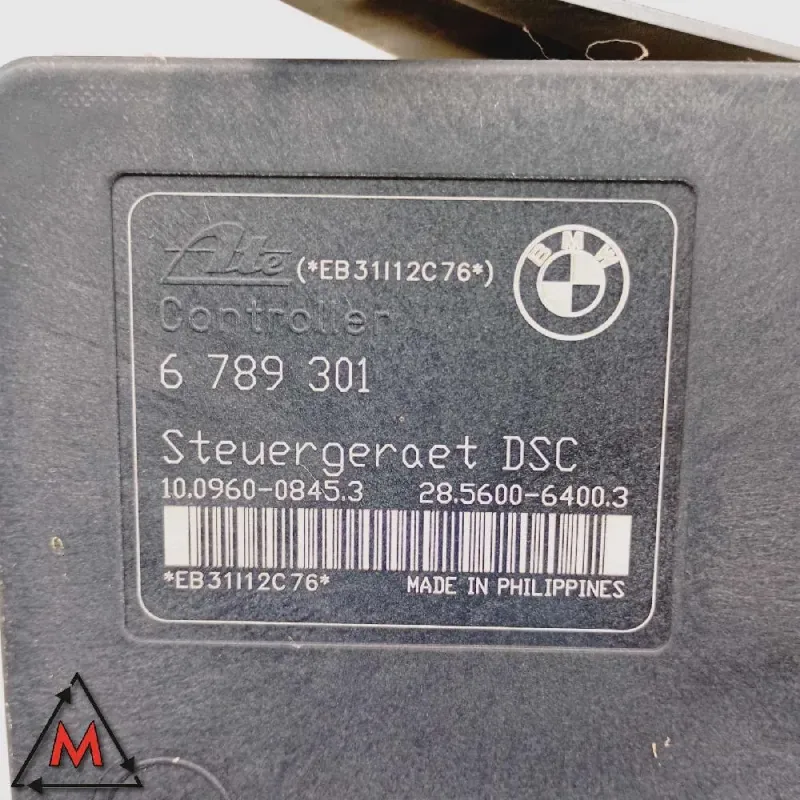 Ate (*EB31I12C76*) BMW
Controller
6 789 301
Steuergeraet DSC
10.0960-0845.3 28.5600-6400.3
*EB31I12C76* MADE IN PHILIPPINES
M